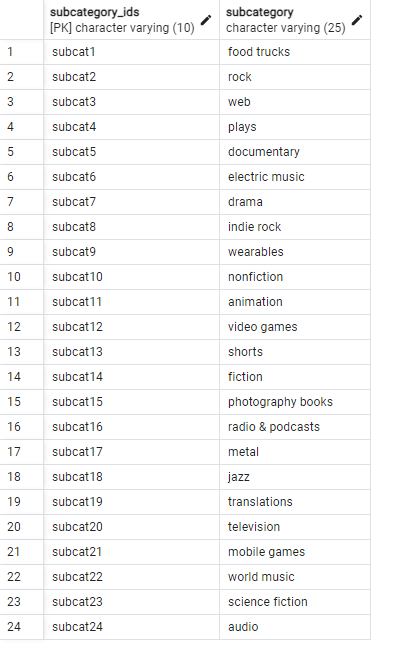 subcategory_ids subcategory
[PK] character varying (10) character varying (25)
1 subcat1 food trucks
2 subcat2 rock
3 subcat3 web
4 subcat4 plays
5 subcat5 documentary
6 subcat6 electric music
7 subcat7 drama
8 subcat8 indie rock
9 subcat9 wearables
10 subcat10 nonfiction
11 subcat11 animation
12 subcat12 video games
13 subcat13 shorts
14 subcat14 fiction
15 subcat15 photography books
16 subcat16 radio & podcasts
17 subcat17 metal
18 subcat18 jazz
19 subcat19 translations
20 subcat20 television
21 subcat21 mobile games
22 subcat22 world music
23 subcat23 science fiction
24 subcat24 audio